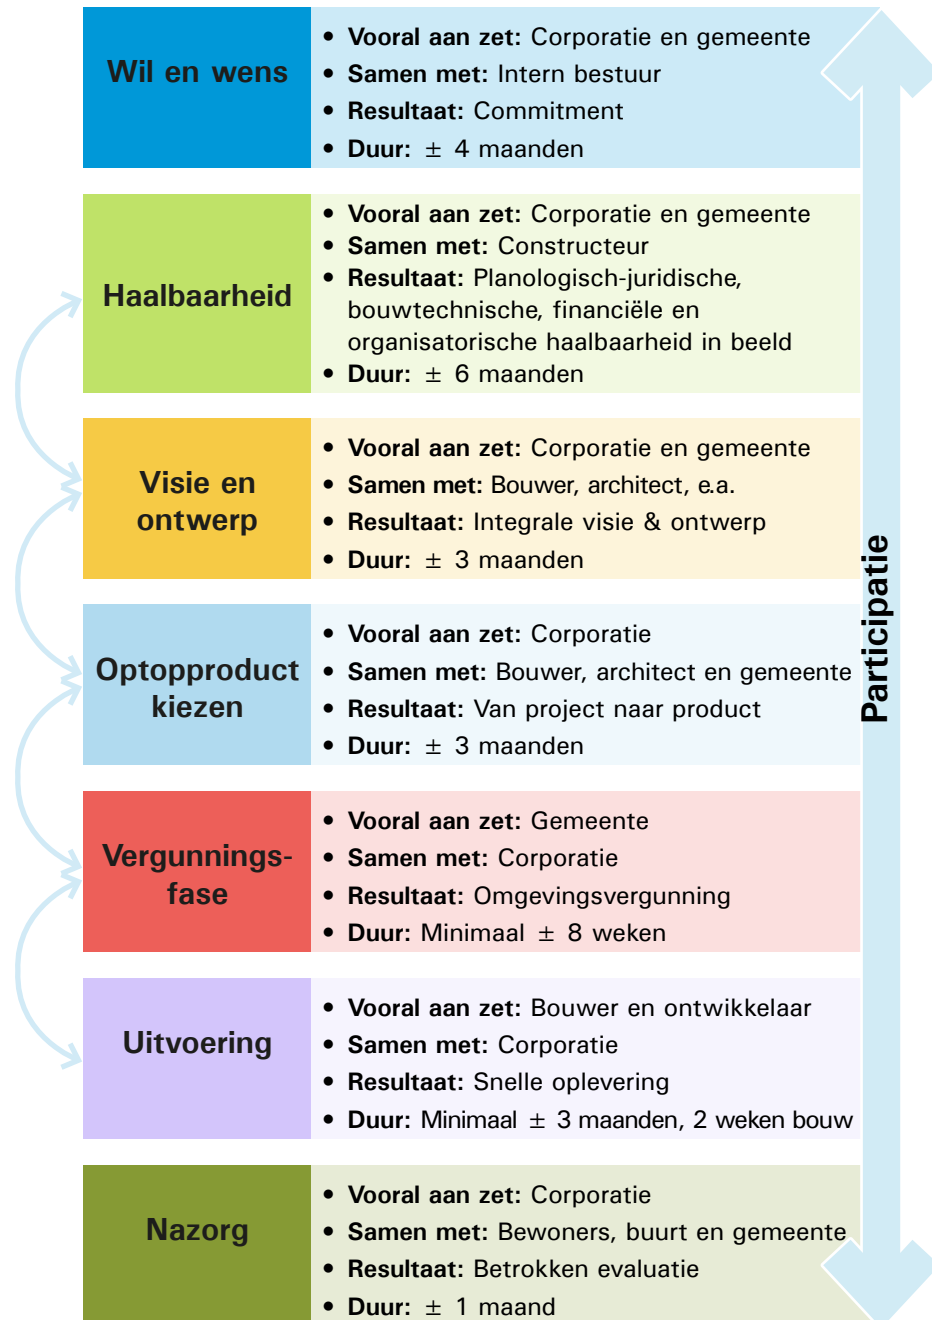 Wil en wens
• Vooral aan zet: Corporatie en gemeente
• Samen met: Intern bestuur
• Resultaat: Commitment
• Duur: ± 4 maanden
Haalbaarheid
• Vooral aan zet: Corporatie en gemeente
• Samen met: Constructeur
• Resultaat: Planologisch-juridische,
bouwtechnische, financiële en
organisatorische haalbaarheid in beeld
• Duur: ± 6 maanden
Visie en
ontwerp
• Vooral aan zet: Corporatie en gemeente
• Samen met: Bouwer, architect, e.a.
• Resultaat: Integrale visie & ontwerp
• Duur: ± 3 maanden
Optopproduct
kiezen
• Vooral aan zet: Corporatie
• Samen met: Bouwer, architect en gemeente
• Resultaat: Van project naar product
• Duur: ± 3 maanden
Vergunnings-
fase
• Vooral aan zet: Gemeente
• Samen met: Corporatie
• Resultaat: Omgevingsvergunning
• Duur: Minimaal ± 8 weken
Uitvoering
• Vooral aan zet: Bouwer en ontwikkelaar
• Samen met: Corporatie
• Resultaat: Snelle oplevering
• Duur: Minimaal ± 3 maanden, 2 weken bouw
Nazorg
• Vooral aan zet: Corporatie
• Samen met: Bewoners, buurt en gemeente
• Resultaat: Betrokken evaluatie
• Duur: ± 1 maand
Participatie